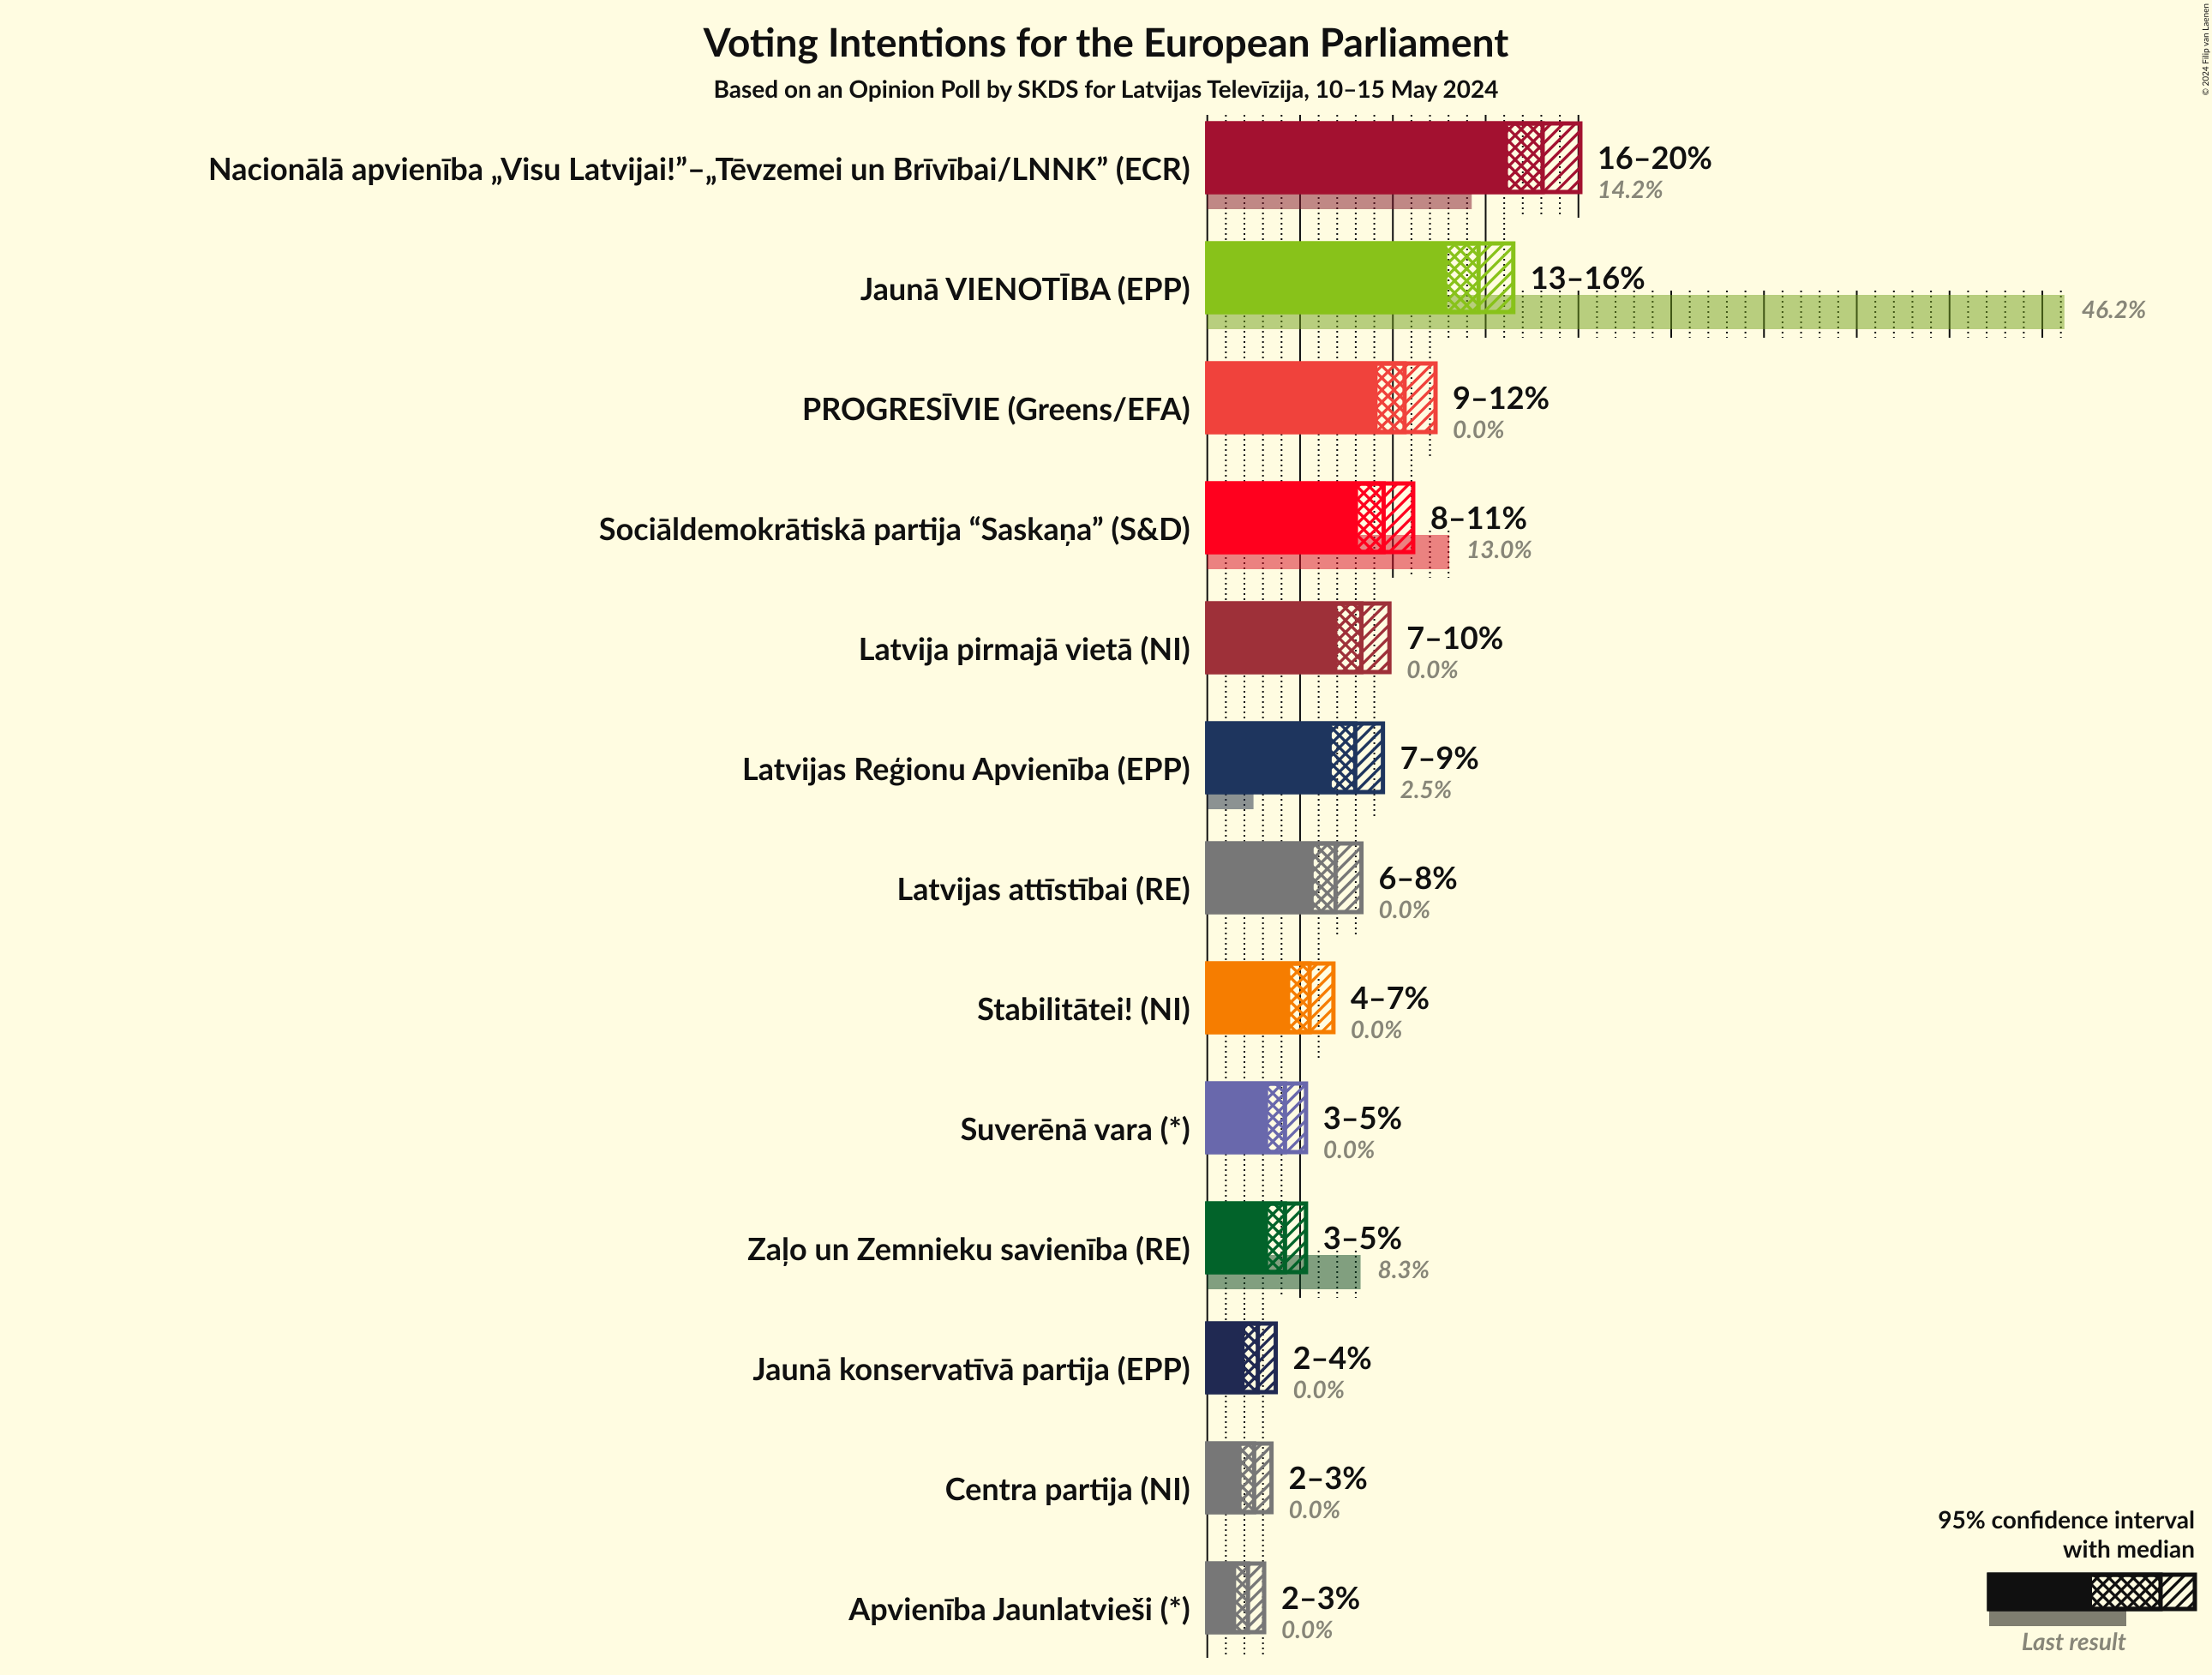 Voting Intentions for the European Parliament
Based on an Opinion Poll by SKDS for Latvijas Televīzija, 10–15 May 2024
© 2024 Filip van Laenen
Nacionālā apvienība „Visu Latvijai!”–„Tēvzemei un Brīvībai/LNNK” (ECR)
16–20%
14.2%
Jaunā VIENOTĪBA (EPP)
13–16%
46.2%
PROGRESĪVIE (Greens/EFA)
9–12%
0.0%
Sociāldemokrātiskā partija “Saskaņa” (S&D)
8–11%
13.0%
Latvija pirmajā vietā (NI)
7–10%
0.0%
Latvijas Reģionu Apvienība (EPP)
7–9%
2.5%
Latvijas attīstībai (RE)
6–8%
0.0%
Stabilitātei! (NI)
4–7%
0.0%
Suverēnā vara (*)
3–5%
0.0%
Zaļo un Zemnieku savienība (RE)
3–5%
8.3%
Jaunā konservatīvā partija (EPP)
2–4%
0.0%
Centra partija (NI)
2–3%
0.0%
Apvienība Jaunlatvieši (*)
2–3%
0.0%
95% confidence interval
with median
Last result